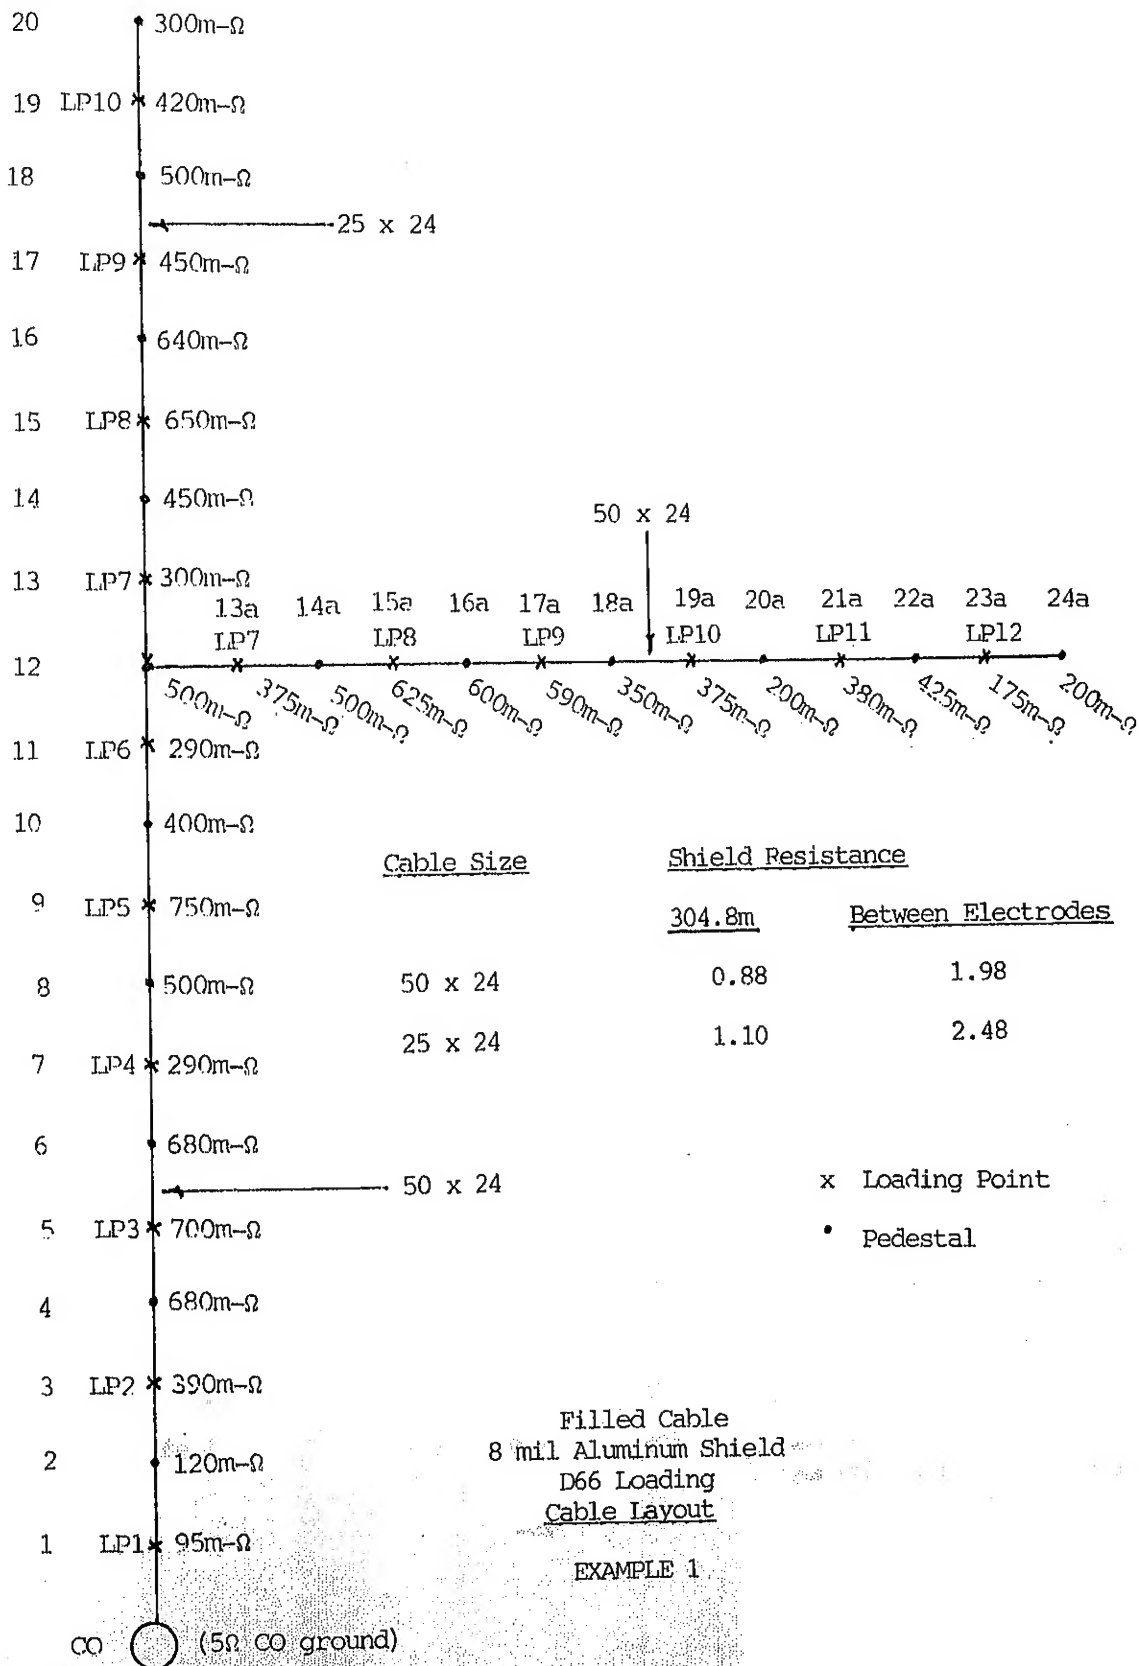 20 300m-Ω
19 LP10 420m-Ω
18 500m-Ω
25 x 24
17 LP9 450m-Ω
16 640m-Ω
15 LP8 650m-Ω
14 450m-Ω
50 x 24
13 LP7 300m-Ω
13a 14a 15a 16a 17a 18a 19a 20a 21a 22a 23a 24a
LP7 LP8 LP9 LP10 LP11 LP12
12
500m-Ω 375m-Ω 500m-Ω 625m-Ω 600m-Ω 590m-Ω 350m-Ω 375m-Ω 200m-Ω 380m-Ω 425m-Ω 175m-Ω 200m-Ω
11 LP6 290m-Ω
10 400m-Ω
Cable Size Shield Resistance
9 LP5 750m-Ω
304.8m Between Electrodes
8 500m-Ω
50 x 24 0.88 1.98
25 x 24 1.10 2.48
7 LP4 290m-Ω
6 680m-Ω
50 x 24
x Loading Point
5 LP3 700m-Ω
• Pedestal
4 680m-Ω
3 LP2 390m-Ω
Filled Cable
8 mil Aluminum Shield
2 120m-Ω
D66 Loading
Cable Layout
1 LP1 95m-Ω
EXAMPLE 1
CO (5Ω CO ground)